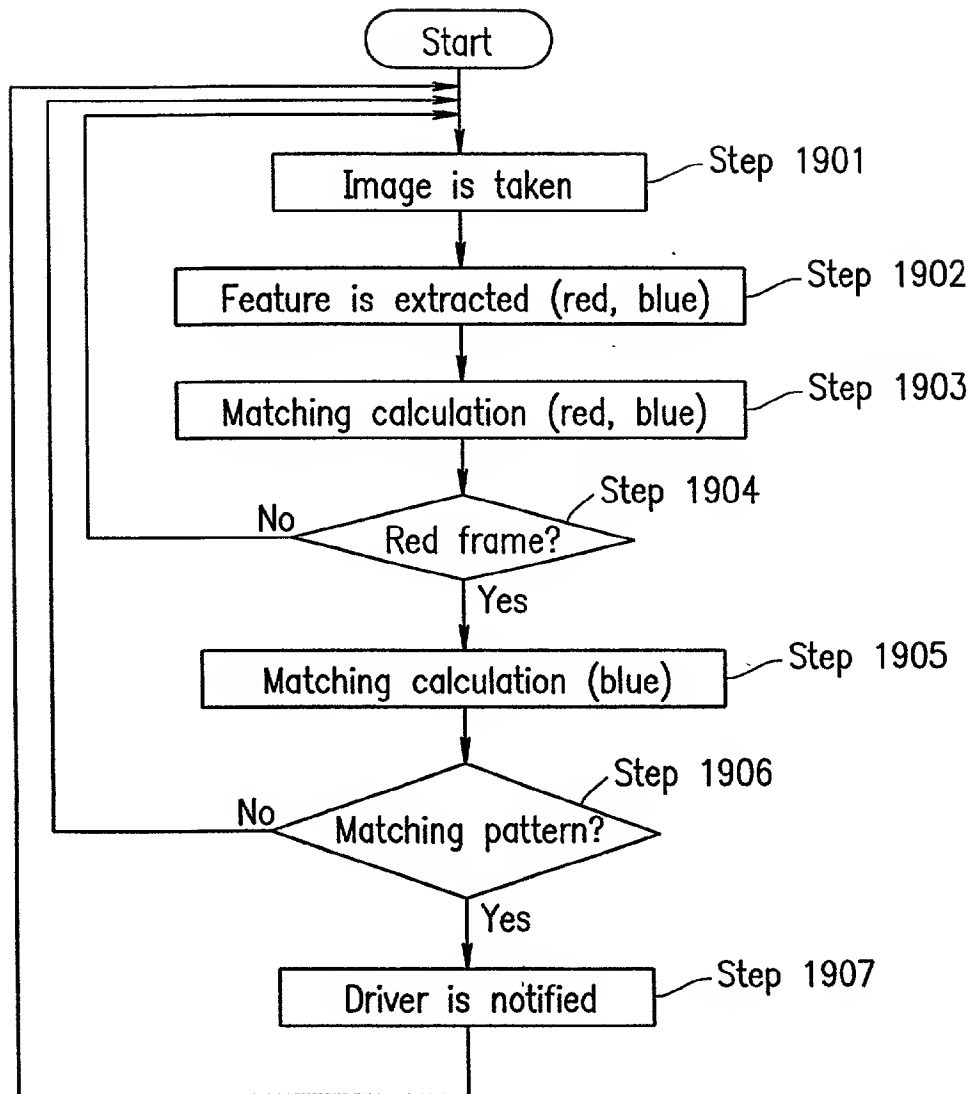 Start
Image is taken
Step 1901
Feature is extracted (red, blue)
Step 1902
Matching calculation (red, blue)
Step 1903
Red frame?
Step 1904
No
Yes
Matching calculation (blue)
Step 1905
Matching pattern?
Step 1906
No
Yes
Driver is notified
Step 1907